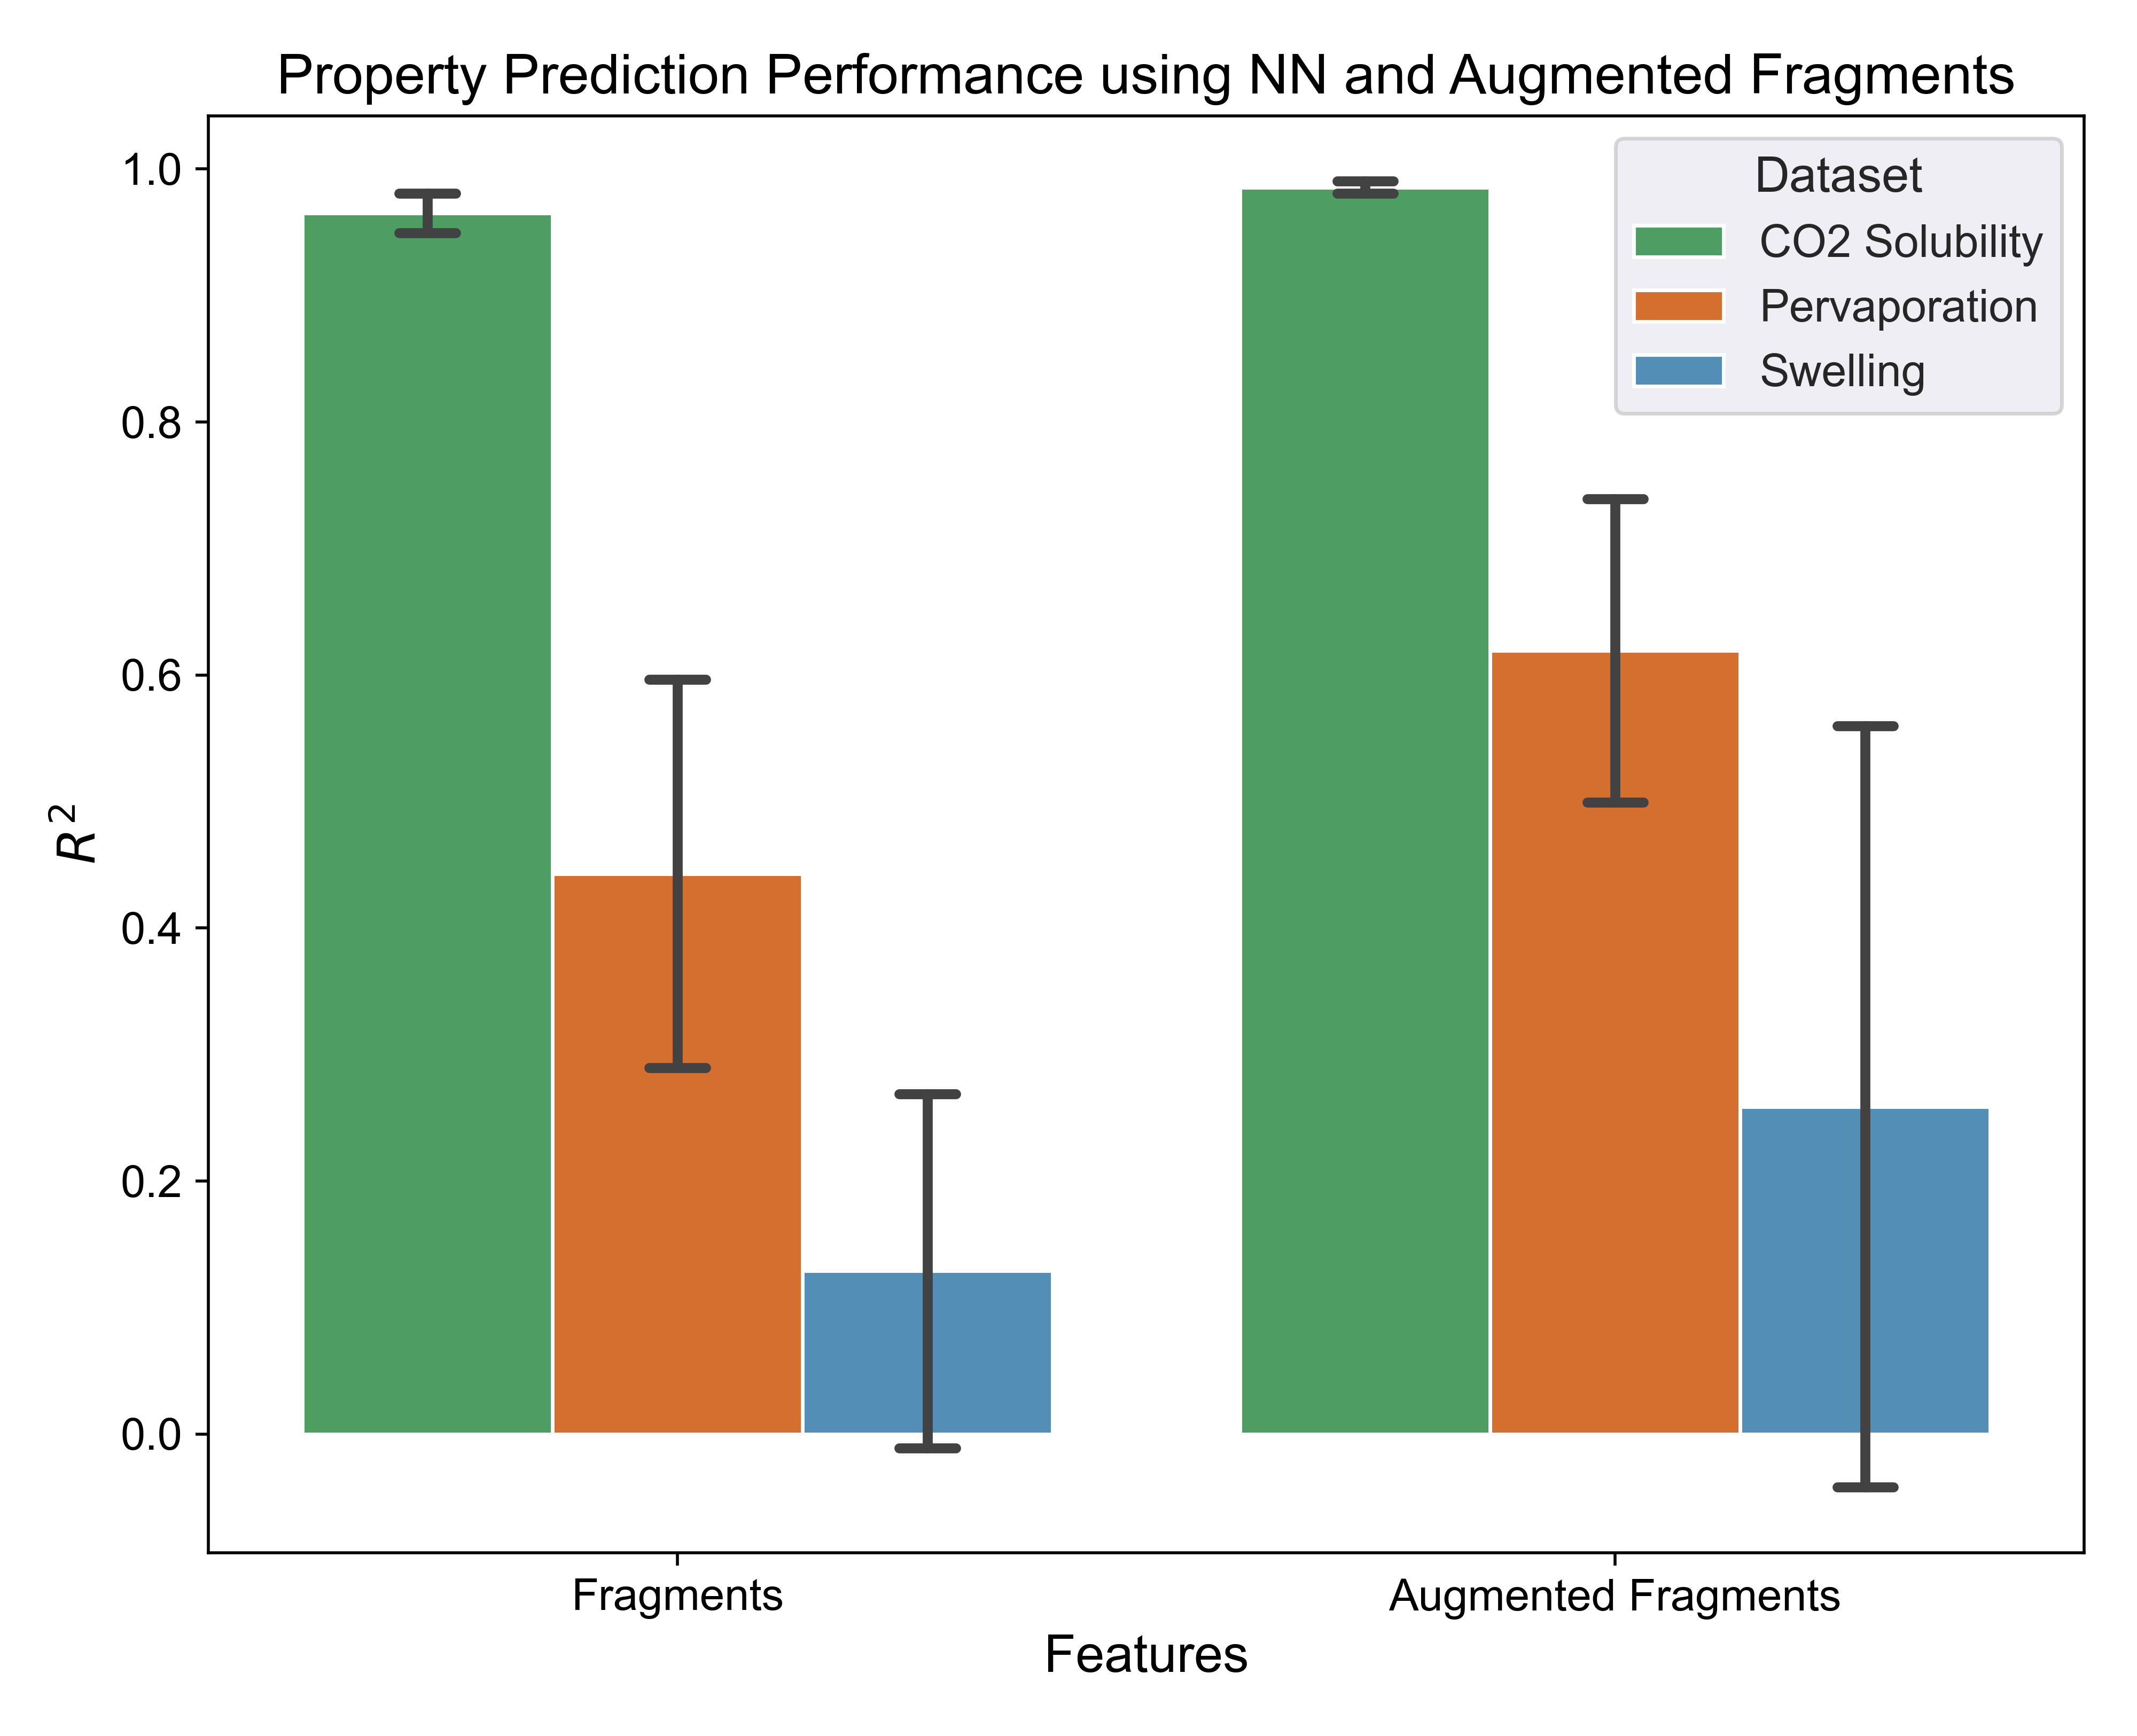 Property Prediction Performance using NN and Augmented Fragments
1.0
0.8
0.6
0.4
0.2
0.0
R²
Dataset
CO2 Solubility
Pervaporation
Swelling
Fragments
Augmented Fragments
Features